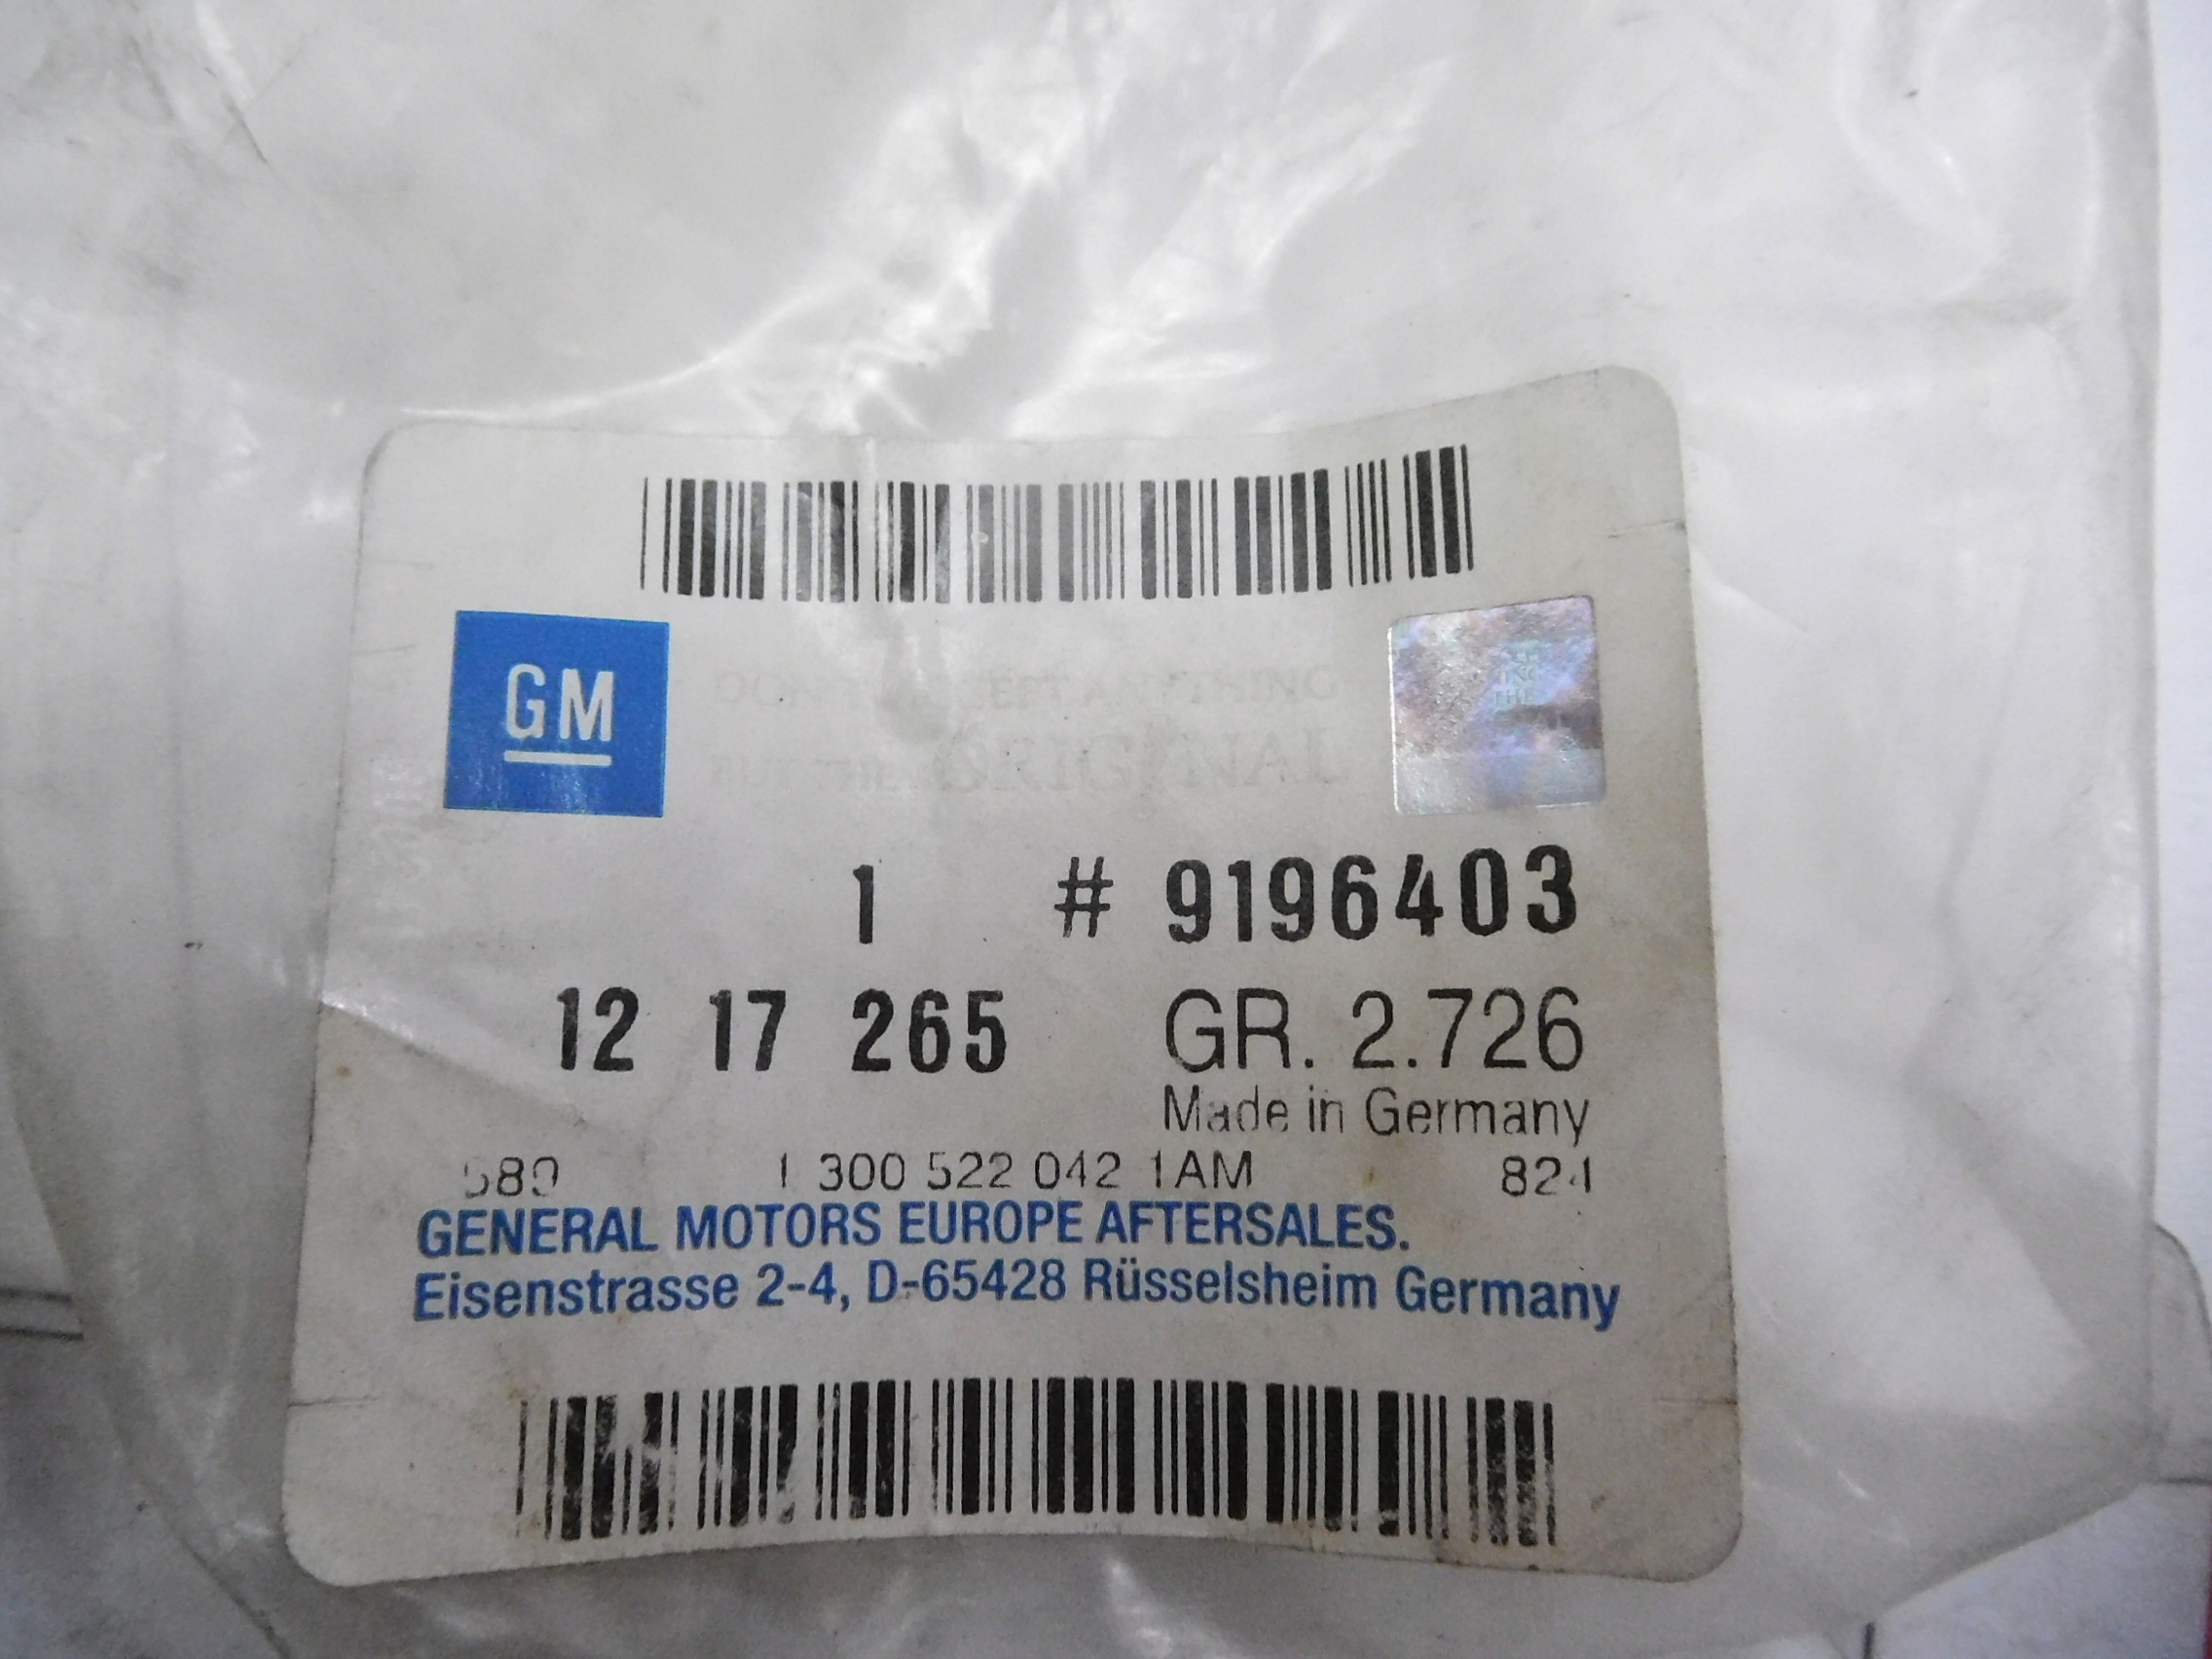 GM
ORIGINAL
1 # 9196403
12 17 265 GR. 2.726
Made in Germany
1 300 522 042 1AM 824
GENERAL MOTORS EUROPE AFTERSALES.
Eisenstrasse 2-4, D-65428 Rüsselsheim Germany